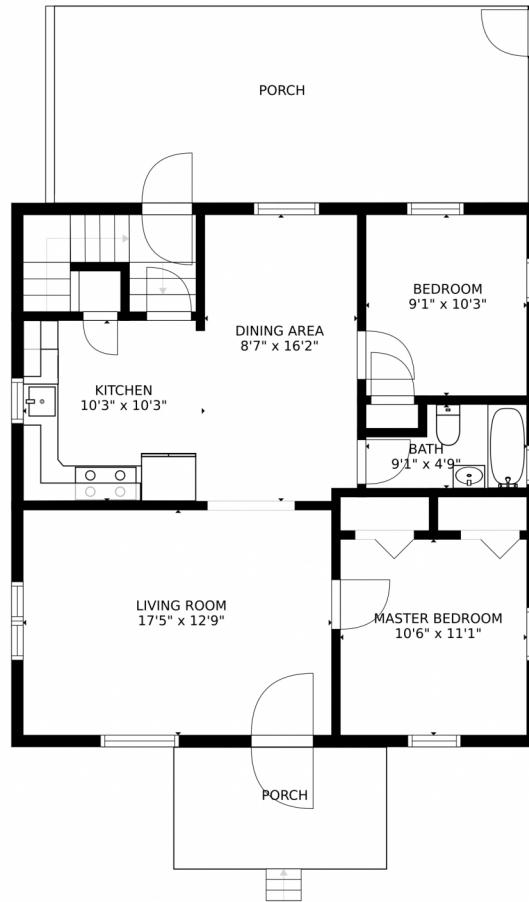 PORCH
BEDROOM
9'1" x 10'3"
DINING AREA
8'7" x 16'2"
KITCHEN
10'3" x 10'3"
BATH
9'1" x 4'9"
LIVING ROOM
17'5" x 12'9"
MASTER BEDROOM
10'6" x 11'1"
PORCH